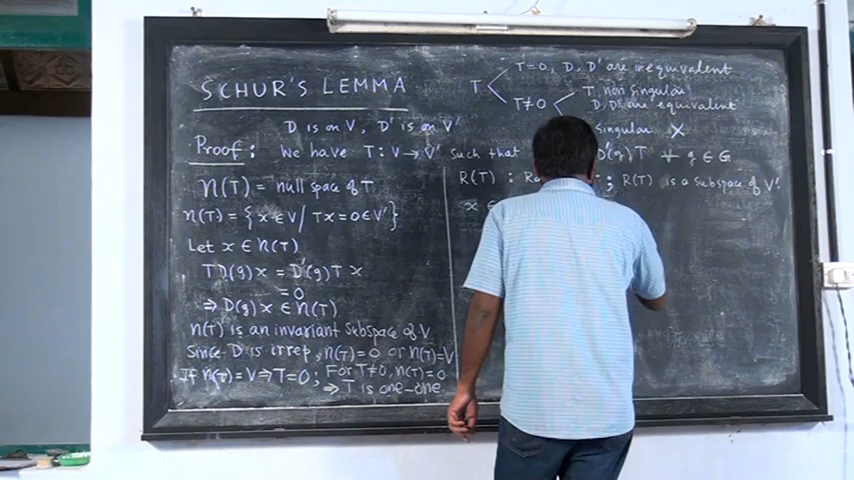 SCHUR'S LEMMA
T
T=0, D, D' are inequivalent
T≠0
T non singular
D, D' are equivalent
Singular X
Proof :
D is on V, D' is on V'
We have T: V → V' such that D'(g) T ∀ g ∈ G
n(T) = null space of T
n(T) = {x ∈ V / Tx = 0 ∈ V'}
Let x ∈ n(T)
T D(g) x = D'(g) T x
= 0
⇒ D(g) x ∈ n(T)
n(T) is an invariant Subspace of V
Since D is irrep, n(T) = 0 or n(T) = V
If n(T) = V ⇒ T = 0 ; For T≠0, n(T) = 0
⇒ T is one-one
R(T) : ; R(T) is a Subspace of V'.
x ∈